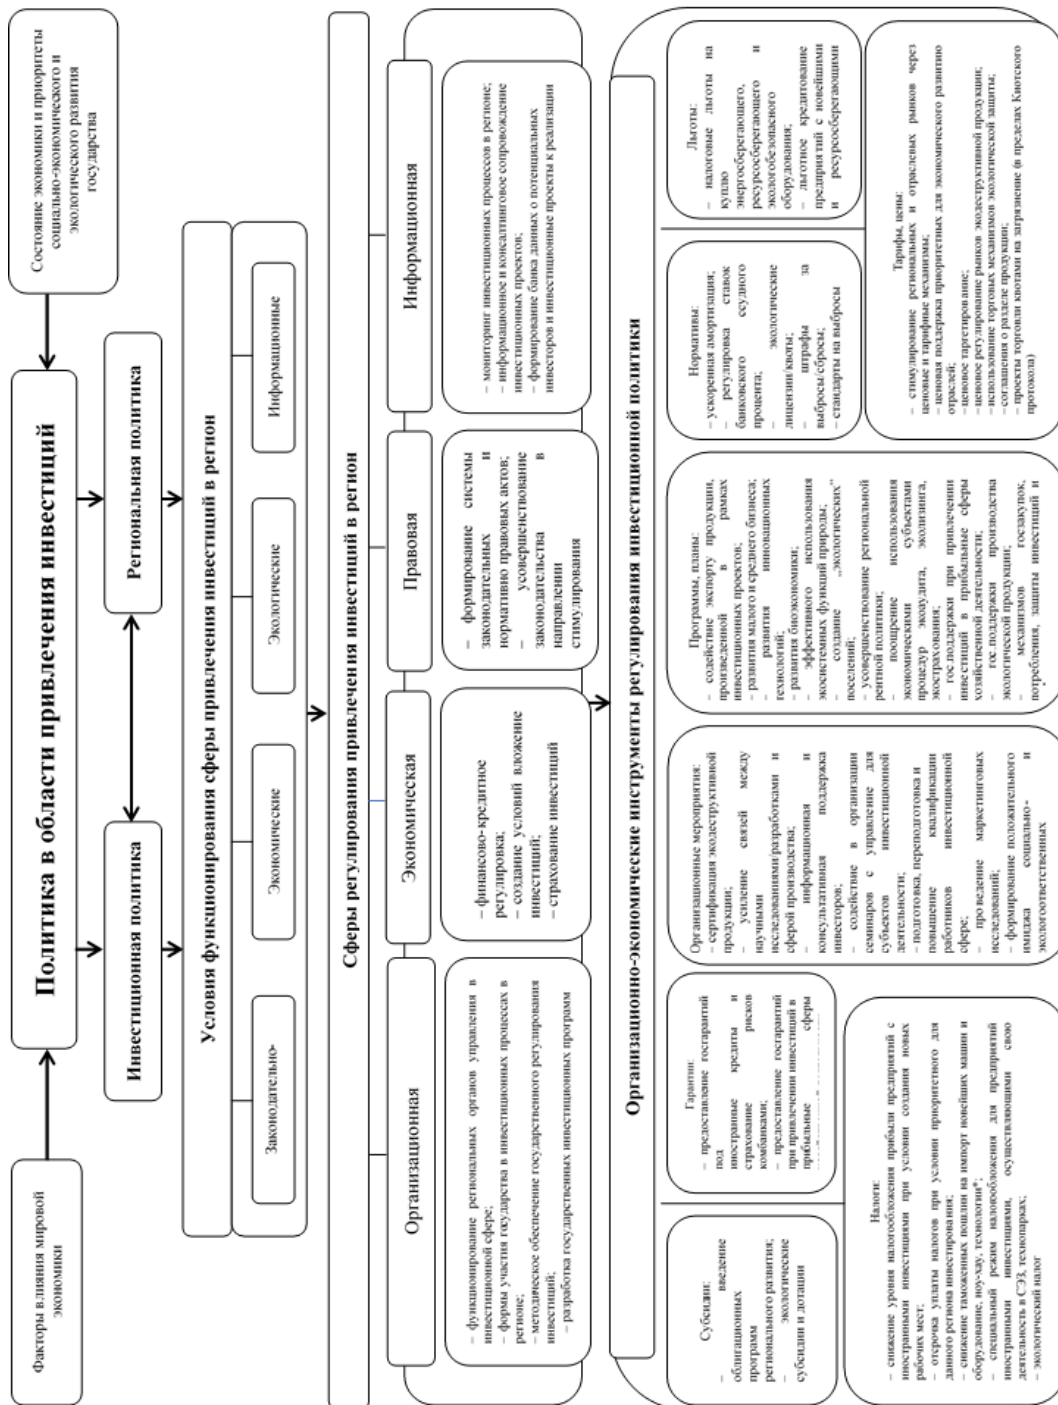 Факторы влияния мировой
экономики
Политика в области привлечения инвестиций
Состояние экономики и приоритеты
социально-экономического и
экологического развития
государства
Инвестиционная политика
Региональная политика
Условия функционирования сферы привлечения инвестиций в регион
Законодательно-
Экономические
Экологические
Информационные
Сферы регулирования привлечения инвестиций в регион
Организационная
– функционирование региональных органов управления в
инвестиционной сфере;
– формы участия государства в инвестиционных процессах в
регионе;
– методическое обеспечение государственного регулирования
инвестиций;
– разработка государственных инвестиционных программ
Экономическая
– финансово-кредитное
регулировка;
– создание условий вложение
инвестиций;
– страхование инвестиций
Правовая
– формирование системы
законодательных и
нормативно правовых актов;
– усовершенствование
законодательства в
направлении
стимулирования
Информационная
– мониторинг инвестиционных процессов в регионе;
– информационное и консалтинговое сопровождение
инвестиционных проектов;
– формирование банка данных о потенциальных
инвесторов и инвестиционные проекты к реализации
Организационно-экономические инструменты регулирования инвестиционной политики
Субсидии:
– введение
облигационных
программ
регионального развития;
– экологические
субсидии и дотации
Гарантии:
– предоставление госгарантий
под иностранные кредиты и
страхование рисков
комбанками;
– предоставление госгарантий
при привлечении инвестиций в
прибыльные сферы
Налоги:
– снижение уровня налогообложения прибыли предприятий с
иностранными инвестициями при условии создания новых
рабочих мест;
– отсрочка уплаты налогов при условии приоритетного для
данного региона инвестирования;
– снижение таможенных пошлин на импорт новейших машин и
оборудование, ноу-хау, технологии*;
– специальный режим налогообложения для предприятий
иностранными инвестициями, осуществляющими свою
деятельность в СЭЗ, технопарках;
– экологический налог
Организационные мероприятия:
– сертификация экодеструктивной
продукции;
– усиление связей между
научными
исследованиями/разработками и
сферой производства;
– информационная и
консультативная поддержка
инвесторов;
– содействие в организации
семинаров с управление для
субъектов инвестиционной
деятельности;
– подготовка, переподготовка и
повышение квалификации
работников инвестиционной
сфере;
– проведение маркетинговых
исследований;
– формирование положительного
имиджа социально- и
экологоответственных
Программы, планы:
– содействие экспорту продукции,
произведенной в рамках
инвестиционных проектов;
– развития малого и среднего бизнеса;
– развития инновационных
технологий;
– развития биоэкономики;
– эффективного использования
экосистемных функций природы;
– создание „экологических”
поселений;
– усовершенствование региональной
рентной политики;
– поощрение использования
экономическими субъектами
процедур экоаудита, эколизинга,
экострахования;
– гос.поддержки при привлечении
инвестиций в прибыльные сферы
хозяйственной деятельности;
– гос.поддержки производства
экологической продукции;
– механизмов госзакупок,
потребления, защиты инвестиций и
Нормативы:
– ускоренная амортизация;
– регулировка ставок
банковского ссудного
процента;
– экологические
лицензии/квоты;
– штрафы за
выбросы/сбросы;
– стандарты на выбросы
Льготы:
– налоговые льготы на
куплю
энергосберегающего,
ресурсосберегающего и
экологобезопасного
оборудования;
– льготное кредитование
предприятий с новейшими
и ресурсосберегающими
Тарифы, цены:
– стимулирование региональных и отраслевых рынков через
ценовые и тарифные механизмы;
– ценовая поддержка приоритетных для экономического развитию
отраслей;
– ценовое таргетирование;
– ценовое регулирование рынков экодеструктивной продукции;
– использование торговых механизмов экологической защиты;
– соглашения о разделе продукции;
– проекты торговли квотами на загрязнение (в пределах Киотского
протокола)